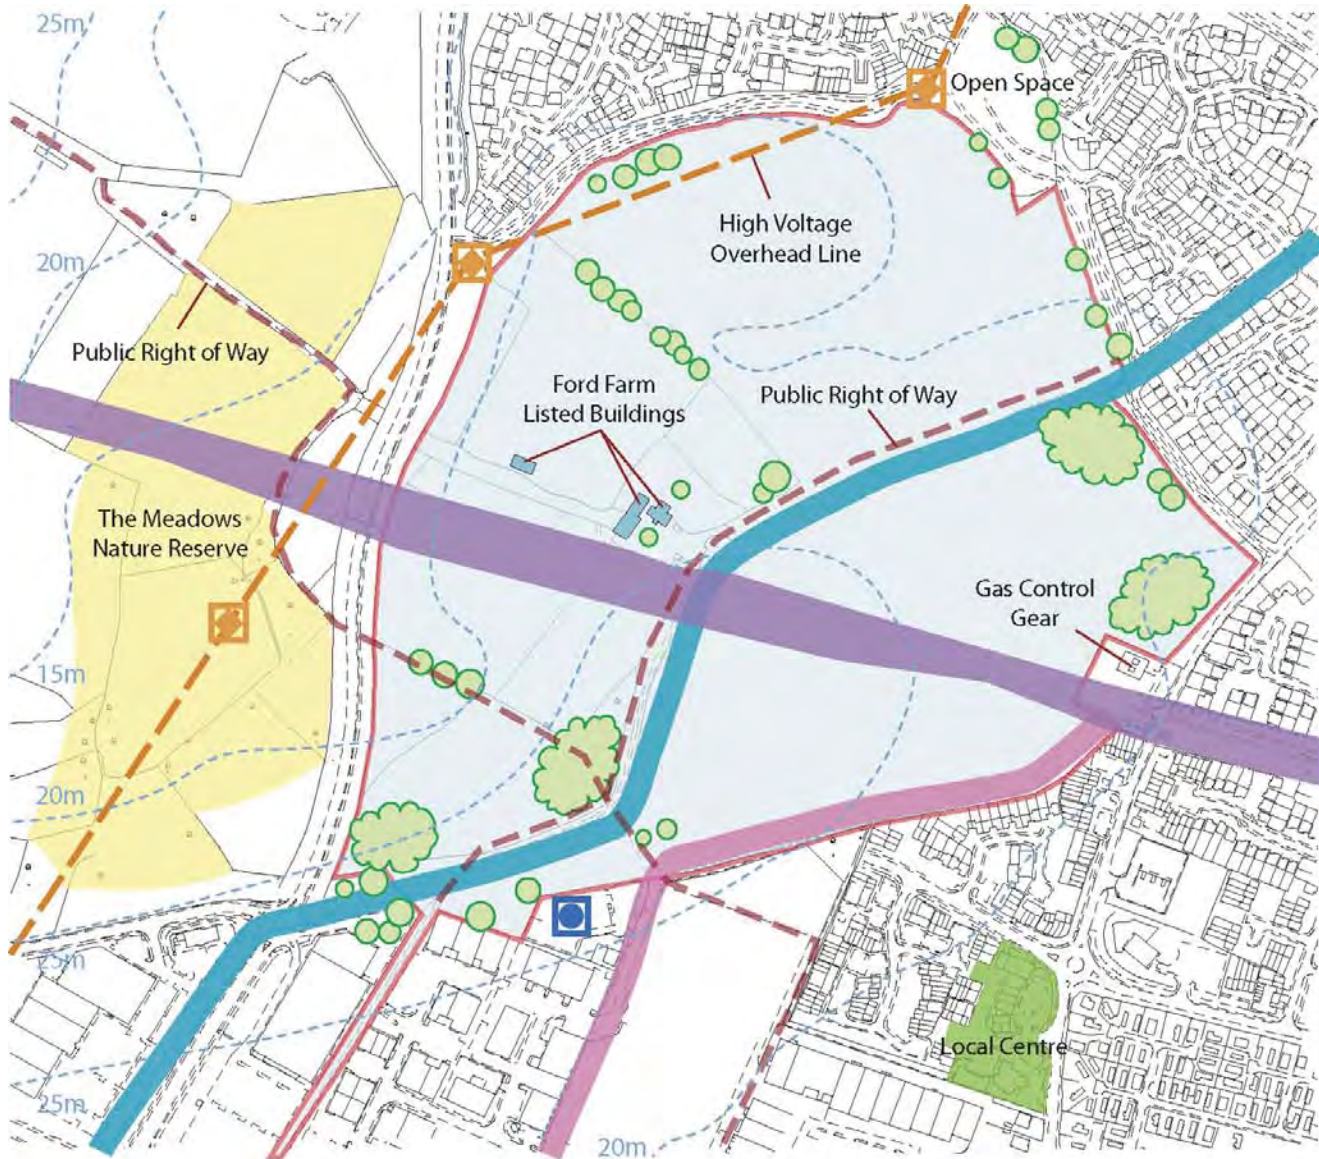 25m
Open Space
High Voltage
Overhead Line
20m
Public Right of Way
Ford Farm
Listed Buildings
Public Right of Way
The Meadows
Nature Reserve
Gas Control
Gear
15m
20m
25m
Local Centre
25m
20m